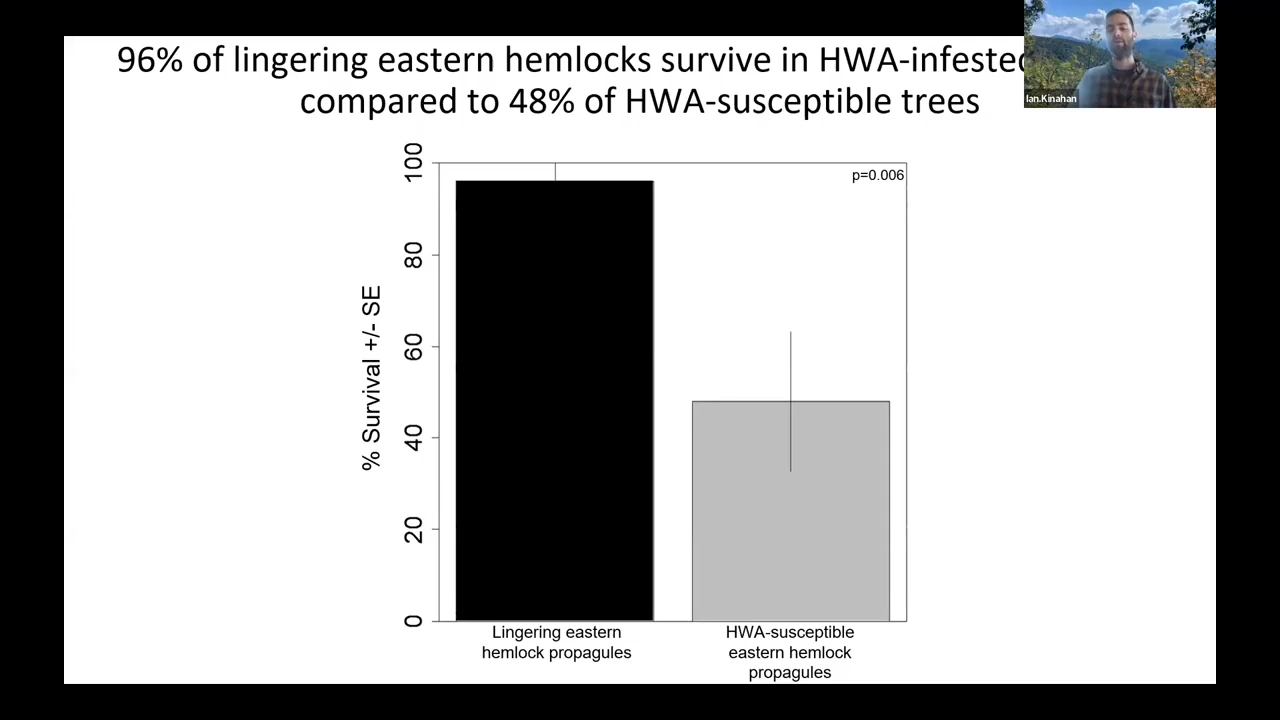 96% of lingering eastern hemlocks survive in HWA-infested
compared to 48% of HWA-susceptible trees
Ian.Kinahan
p=0.006
% Survival +/- SE
100
80
60
40
20
0
Lingering eastern
hemlock propagules
HWA-susceptible
eastern hemlock
propagules